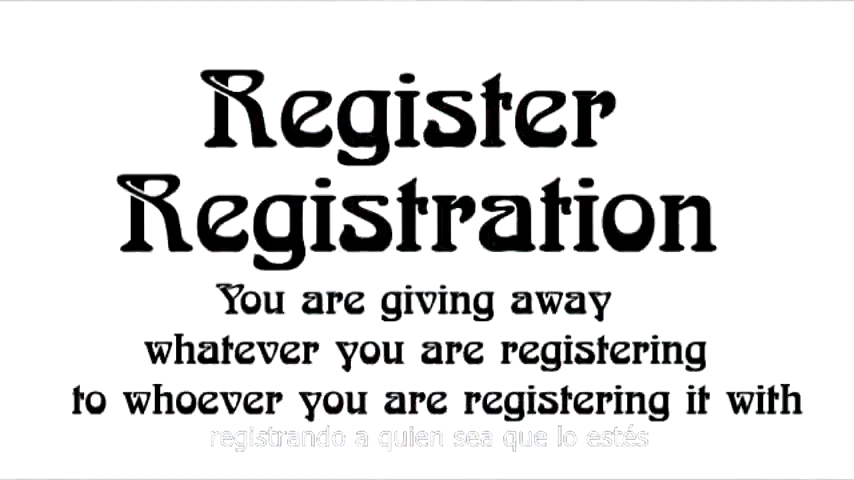 Register
Registration
You are giving away
whatever you are registering
to whoever you are registering it with
registrando a quien sea que lo estés